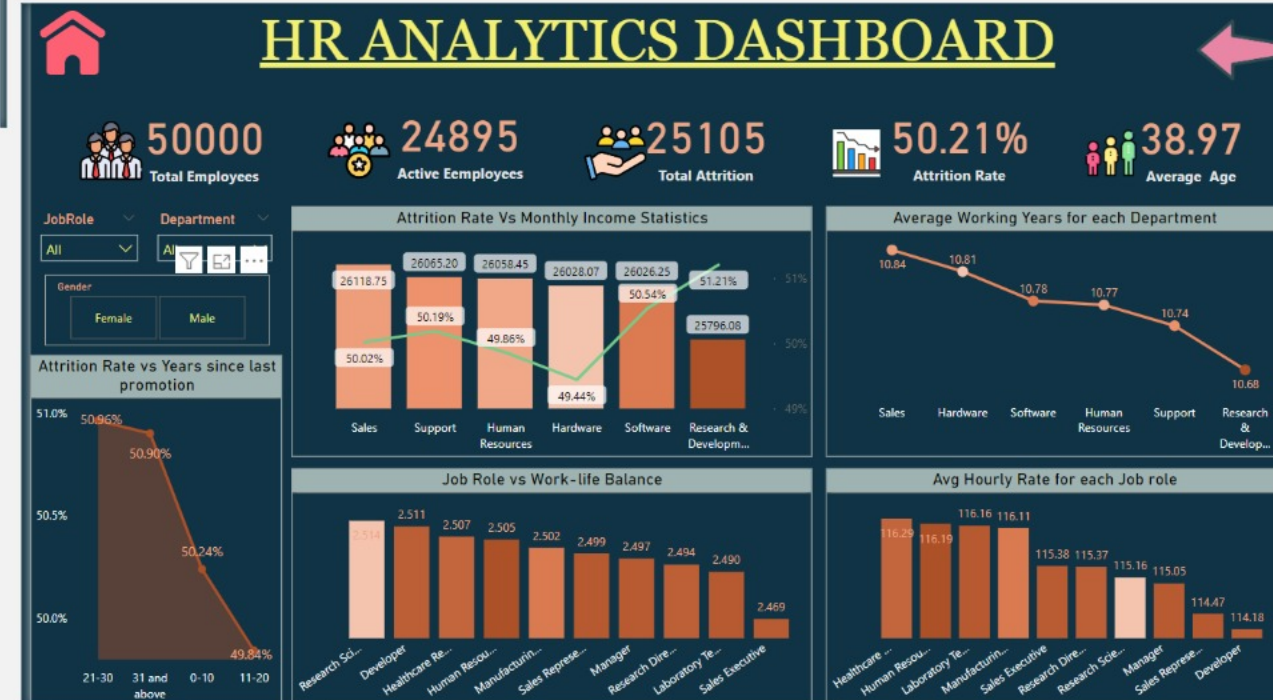 HR ANALYTICS DASHBOARD
50000
Total Employees
24895
Active Eemployees
25105
Total Attrition
50.21%
Attrition Rate
38.97
Average Age
JobRole
All
Department
Gender
Female
Male
Attrition Rate vs Years since last
promotion
51.0%
50.5%
50.0%
50.96%
50.90%
50.24%
49.84%
21-30
31 and
above
0-10
11-20
Attrition Rate Vs Monthly Income Statistics
26118.75
26065.20
26058.45
26028.07
26026.25
25796.08
50.02%
50.19%
49.86%
49.44%
50.54%
51.21%
51%
50%
49%
Sales
Support
Human
Resources
Hardware
Software
Research &
Developm...
Average Working Years for each Department
10.84
10.81
10.78
10.77
10.74
10.68
Sales
Hardware
Software
Human
Resources
Support
Research
&
Develop...
Job Role vs Work-life Balance
2.514
2.511
2.507
2.505
2.502
2.499
2.497
2.494
2.490
2.469
Research Sci...
Developer
Healthcare Re...
Human Resou...
Manufacturin...
Sales Represe...
Manager
Research Dire...
Laboratory Te...
Sales Executive
Avg Hourly Rate for each Job role
116.29
116.19
116.16
116.11
115.38
115.37
115.16
115.05
114.47
114.18
Healthcare ...
Human Resou...
Laboratory Te...
Manufacturin...
Sales Executive
Research Dire...
Research Scie...
Manager
Sales Represe...
Developer